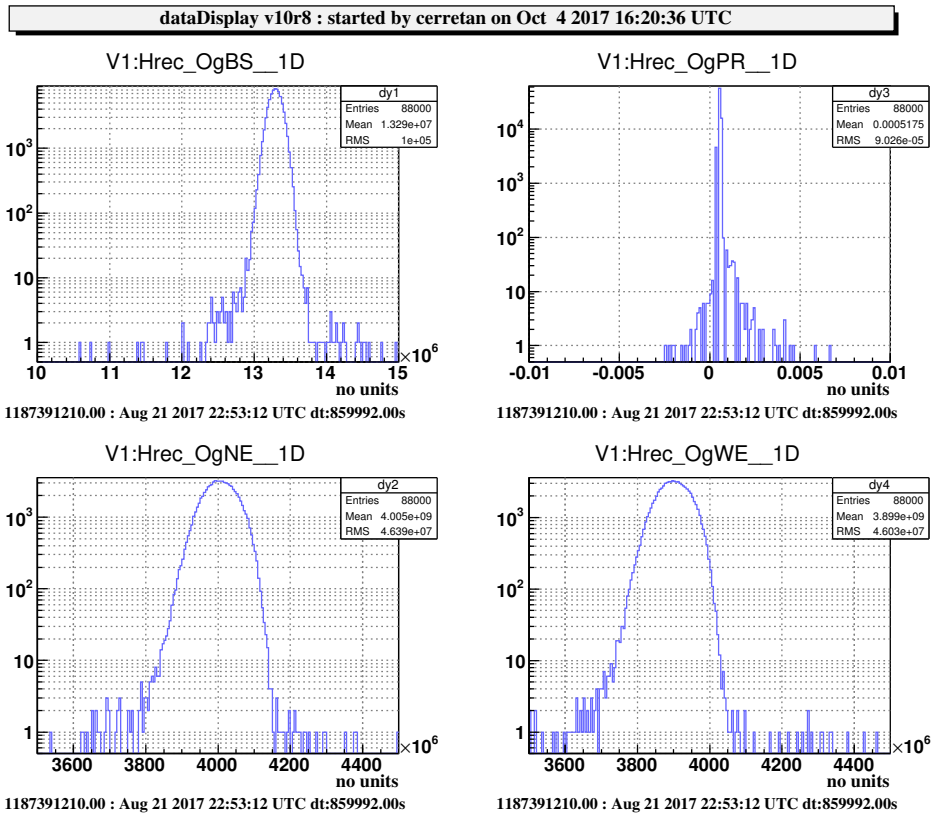 dataDisplay v10r8 : started by cerretan on Oct 4 2017 16:20:36 UTC
V1:Hrec_OgBS__1D
dy1
Entries 88000
Mean 1.329e+07
RMS 1e+05
10³
10²
10
1
10 11 12 13 14 15
×10⁶
no units
1187391210.00 : Aug 21 2017 22:53:12 UTC dt:859992.00s
V1:Hrec_OgPR__1D
dy3
Entries 88000
Mean 0.0005175
RMS 9.026e-05
10⁴
10³
10²
10
1
-0.01 -0.005 0 0.005 0.01
no units
1187391210.00 : Aug 21 2017 22:53:12 UTC dt:859992.00s
V1:Hrec_OgNE__1D
dy2
Entries 88000
Mean 4.005e+09
RMS 4.639e+07
10³
10²
10
1
3600 3800 4000 4200 4400
×10⁶
no units
1187391210.00 : Aug 21 2017 22:53:12 UTC dt:859992.00s
V1:Hrec_OgWE__1D
dy4
Entries 88000
Mean 3.899e+09
RMS 4.603e+07
10³
10²
10
1
3600 3800 4000 4200 4400
×10⁶
no units
1187391210.00 : Aug 21 2017 22:53:12 UTC dt:859992.00s